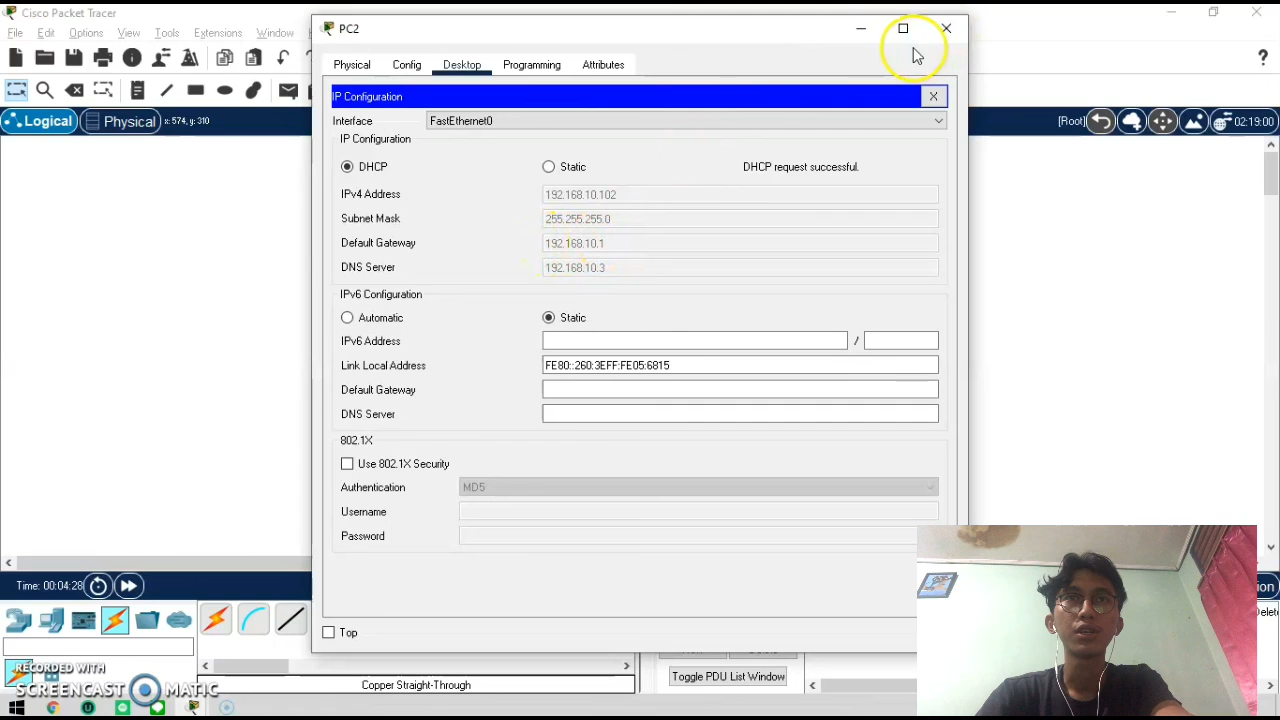 Cisco Packet Tracer
PC2
File Edit Options View Tools Extensions Window
Physical Config Desktop Programming Attributes
?
IP Configuration X
Logical Physical x: 574, y: 310
[Root] 02:19:00
Interface FastEthernet0
IP Configuration
DHCP Static DHCP request successful.
IPv4 Address 192.168.10.102
Subnet Mask 255.255.255.0
Default Gateway 192.168.10.1
DNS Server 192.168.10.3
IPv6 Configuration
Automatic Static
IPv6 Address /
Link Local Address FE80::260:3EFF:FE05:6815
Default Gateway
DNS Server
802.1X
Use 802.1X Security
Authentication MD5
Username
Password
Time: 00:04:28
Top
Toggle PDU List Window
Copper Straight-Through
RECORDED WITH
SCREENCAST MATIC